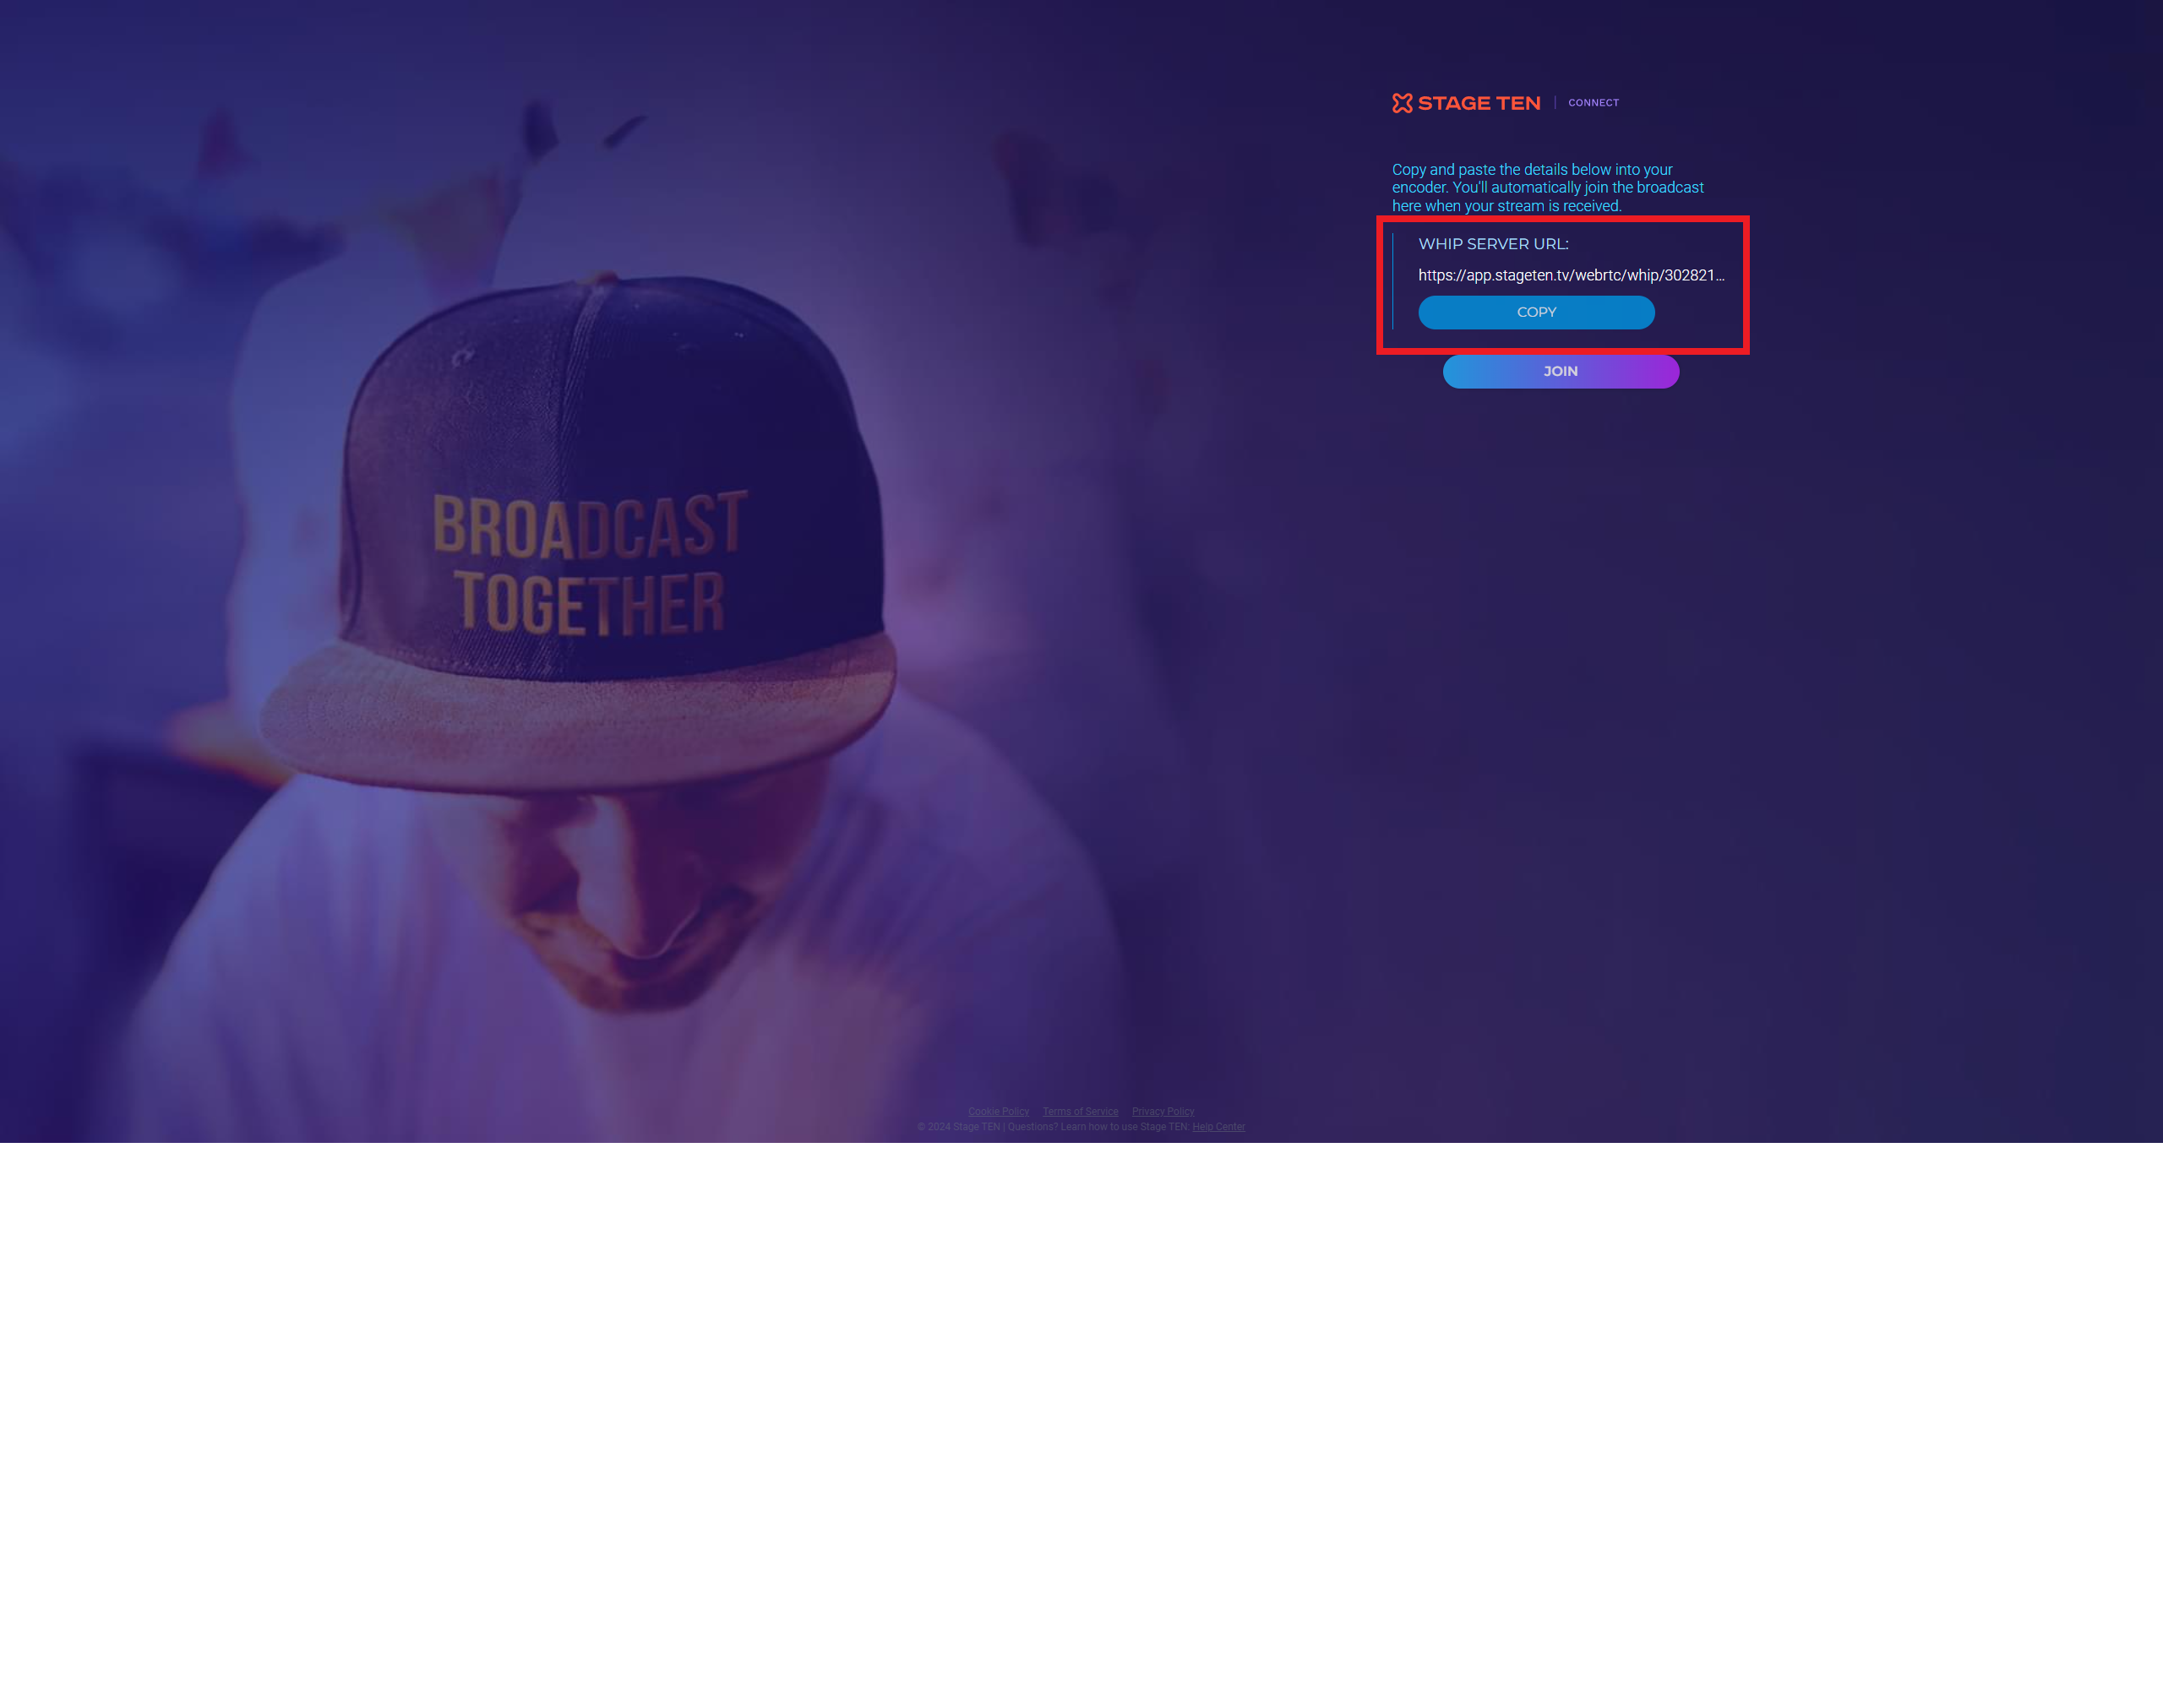 STAGE TEN | CONNECT
Copy and paste the details below into your
encoder. You'll automatically join the broadcast
here when your stream is received.
WHIP SERVER URL:
https://app.stageten.tv/webrtc/whip/302821...
COPY
JOIN
BROADCAST
TOGETHER
Cookie Policy Terms of Service Privacy Policy
© 2024 Stage TEN | Questions? Learn how to use Stage TEN: Help Center